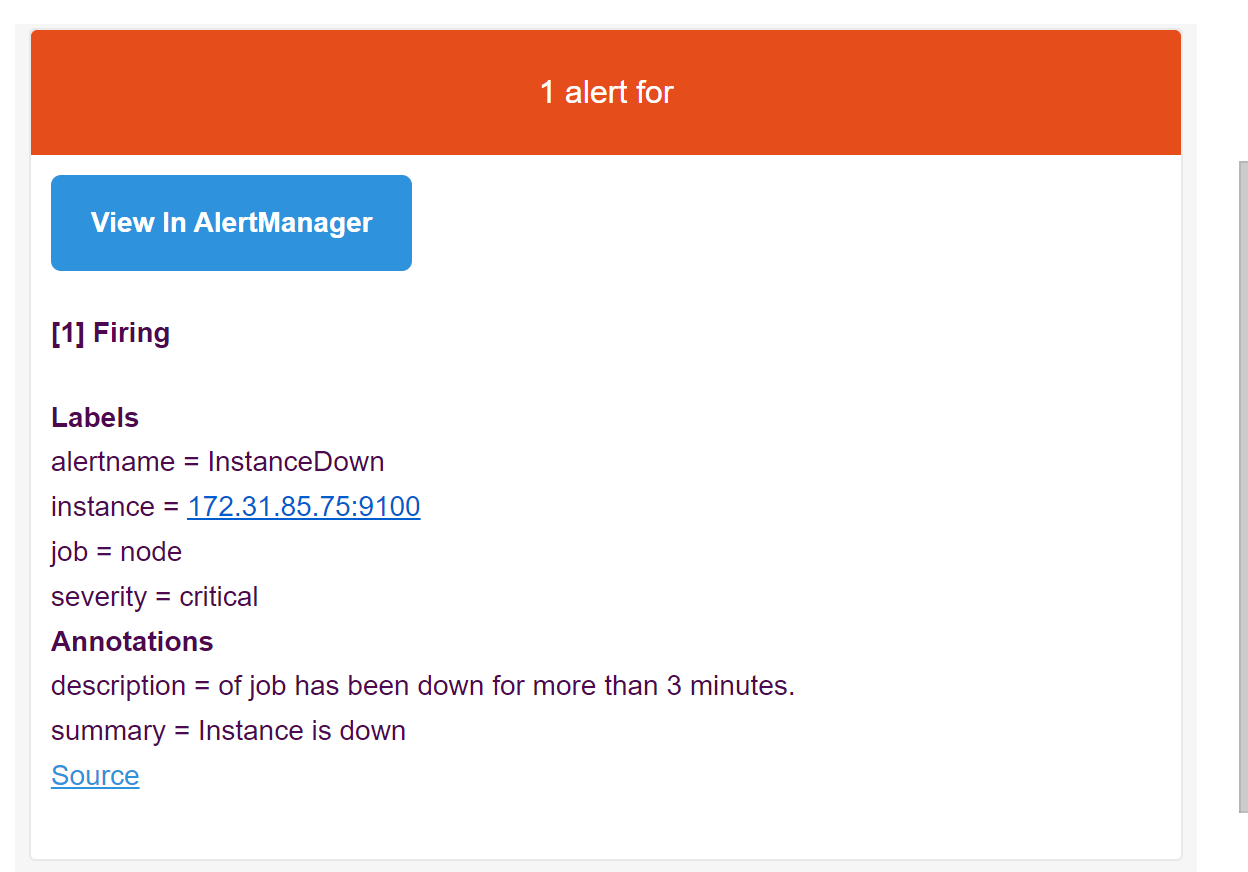 1 alert for
View In AlertManager
[1] Firing
Labels
alertname = InstanceDown
instance = 172.31.85.75:9100
job = node
severity = critical
Annotations
description = of job has been down for more than 3 minutes.
summary = Instance is down
Source